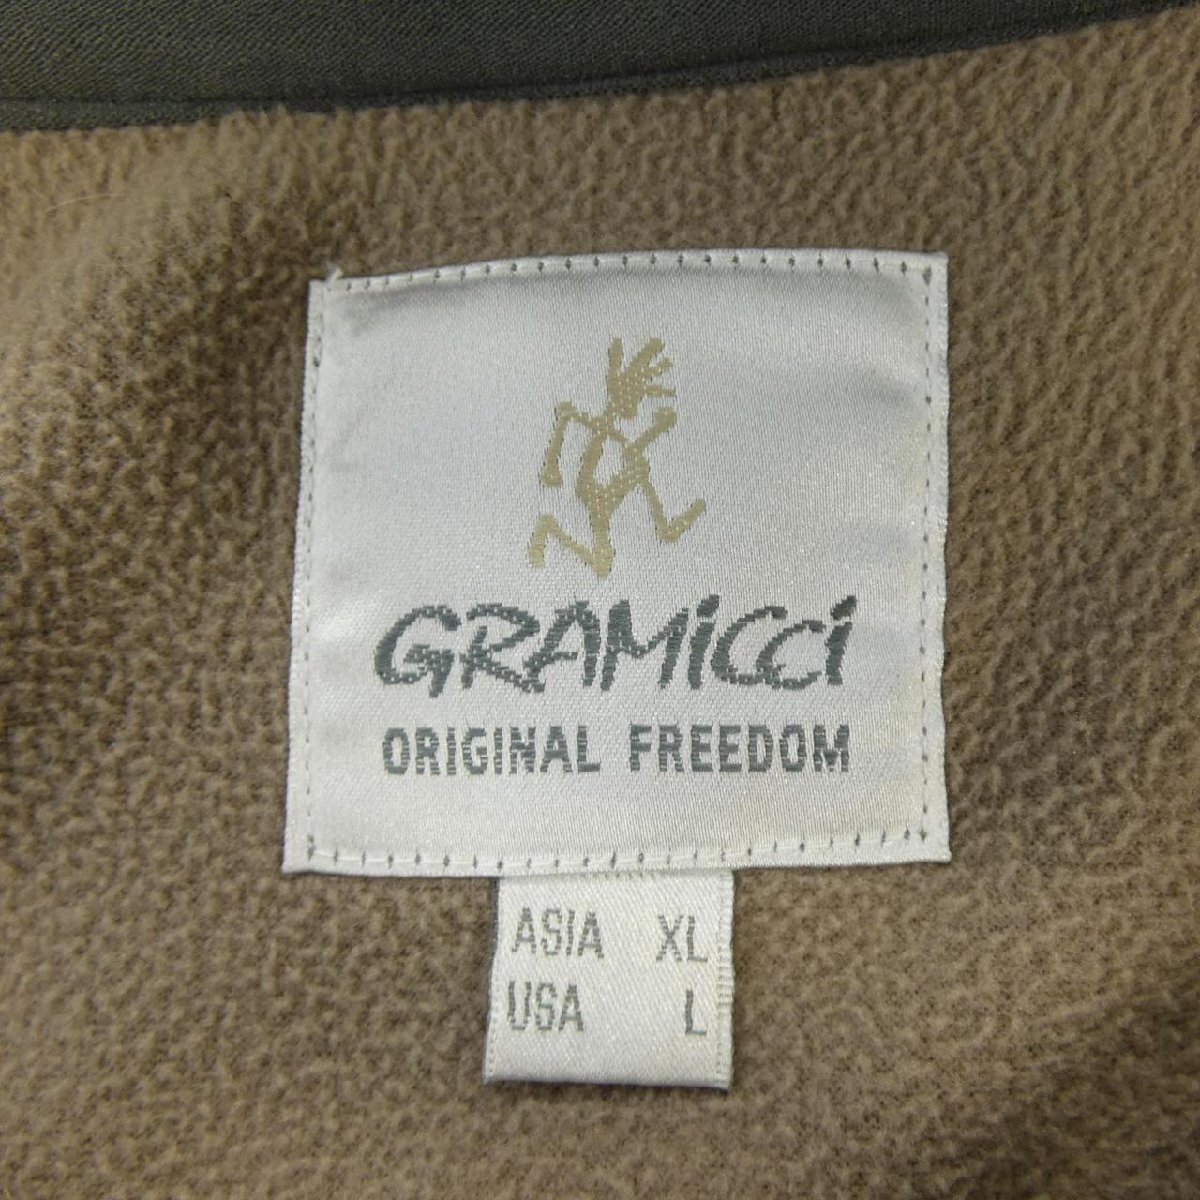 GRAMiCCi
ORIGINAL FREEDOM
ASIA XL
USA L